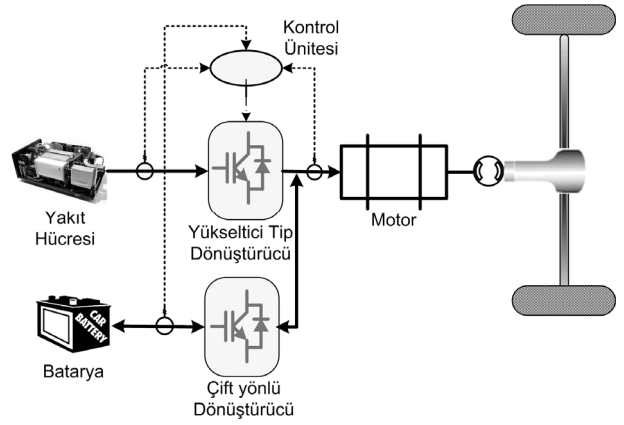 Kontrol
Ünitesi
Yakıt
Hücresi
Yükseltici Tip
Dönüştürücü
Motor
CAR
BATTERY
Batarya
Çift yönlü
Dönüştürücü